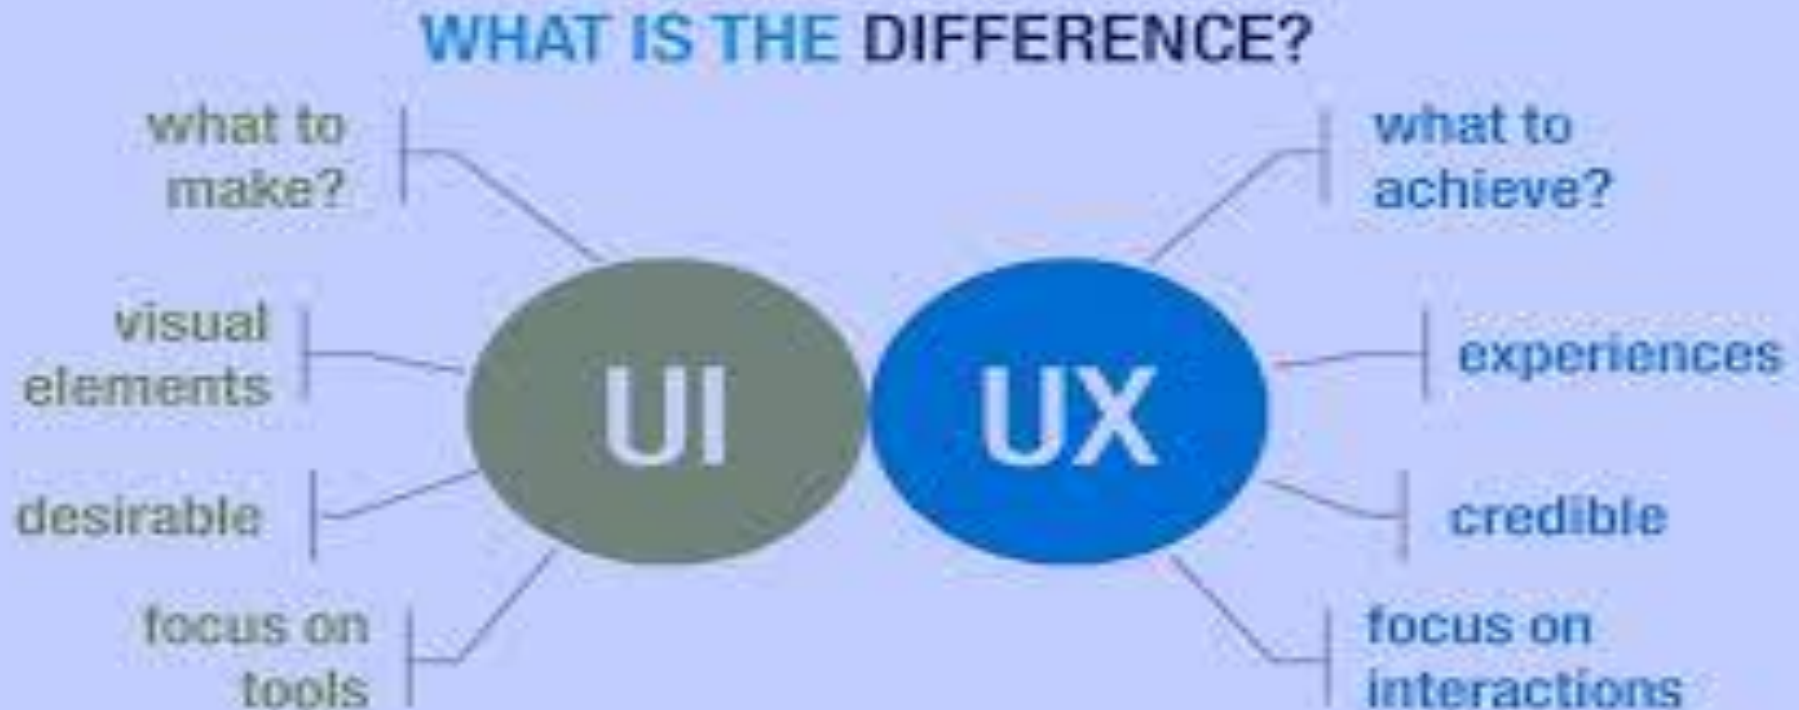 WHAT IS THE DIFFERENCE?
what to
make?
visual
elements
desirable
focus on
tools
UI
UX
what to
achieve?
experiences
credible
focus on
interactions